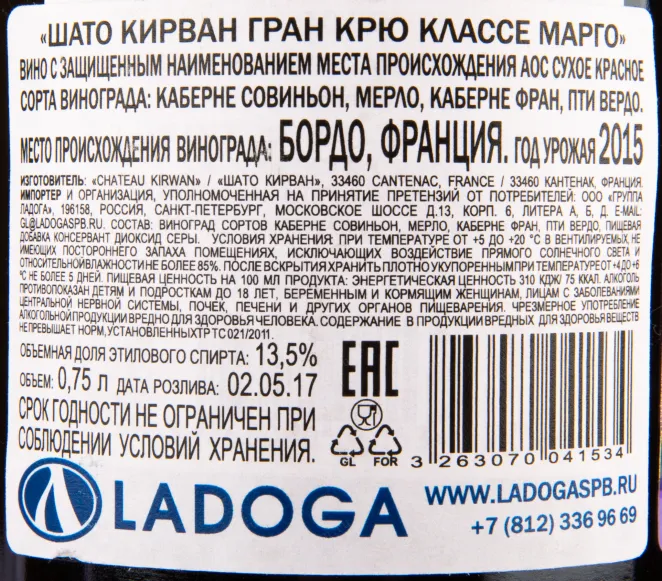 «ШАТО КИРВАН ГРАН КРЮ КЛАССЕ МАРГО»
ВИНО С ЗАЩИЩЕННЫМ НАИМЕНОВАНИЕМ МЕСТА ПРОИСХОЖДЕНИЯ АОС СУХОЕ КРАСНОЕ
СОРТА ВИНОГРАДА: КАБЕРНЕ СОВИНЬОН, МЕРЛО, КАБЕРНЕ ФРАН, ПТИ ВЕРДО.
МЕСТО ПРОИСХОЖДЕНИЯ ВИНОГРАДА: БОРДО, ФРАНЦИЯ. ГОД УРОЖАЯ 2015
ИЗГОТОВИТЕЛЬ: «CHATEAU KIRWAN» / «ШАТО КИРВАН», 33460 CANTENAC, FRANCE / 33460 КАНТЕНАК, ФРАНЦИЯ.
ИМПОРТЕР И ОРГАНИЗАЦИЯ, УПОЛНОМОЧЕННАЯ НА ПРИНЯТИЕ ПРЕТЕНЗИЙ ОТ ПОТРЕБИТЕЛЕЙ: ООО «ГРУППА
ЛАДОГА», 196158, РОССИЯ, САНКТ-ПЕТЕРБУРГ, МОСКОВСКОЕ ШОССЕ Д.13, КОРП. 6, ЛИТЕРА А, Б, Д. E-MAIL:
GL@LADOGASPB.RU. СОСТАВ: ВИНОГРАД СОРТОВ КАБЕРНЕ СОВИНЬОН, МЕРЛО, КАБЕРНЕ ФРАН, ПТИ ВЕРДО, ПИЩЕВАЯ
ДОБАВКА КОНСЕРВАНТ ДИОКСИД СЕРЫ. УСЛОВИЯ ХРАНЕНИЯ: ПРИ ТЕМПЕРАТУРЕ ОТ +5 ДО +20 °С В ВЕНТИЛИРУЕМЫХ, НЕ
ИМЕЮЩИХ ПОСТОРОННЕГО ЗАПАХА ПОМЕЩЕНИЯХ, ИСКЛЮЧАЮЩИХ ВОЗДЕЙСТВИЕ ПРЯМОГО СОЛНЕЧНОГО СВЕТА И
ОТНОСИТЕЛЬНОЙ ВЛАЖНОСТИ НЕ БОЛЕЕ 85%. ПОСЛЕ ВСКРЫТИЯ ХРАНИТЬ ПЛОТНО УКУПОРЕННЫМ ПРИ ТЕМПЕРАТУРЕ ОТ +4 ДО +6
°С НЕ БОЛЕЕ 5 ДНЕЙ. ПИЩЕВАЯ ЦЕННОСТЬ НА 100 МЛ ПРОДУКТА: ЭНЕРГЕТИЧЕСКАЯ ЦЕННОСТЬ 310 КДЖ/ 75 ККАЛ. АЛКОГОЛЬ
ПРОТИВОПОКАЗАН ДЕТЯМ И ПОДРОСТКАМ ДО 18 ЛЕТ, БЕРЕМЕННЫМ И КОРМЯЩИМ ЖЕНЩИНАМ, ЛИЦАМ С ЗАБОЛЕВАНИЯМИ
ЦЕНТРАЛЬНОЙ НЕРВНОЙ СИСТЕМЫ, ПОЧЕК, ПЕЧЕНИ И ДРУГИХ ОРГАНОВ ПИЩЕВАРЕНИЯ. ЧРЕЗМЕРНОЕ УПОТРЕБЛЕНИЕ
АЛКОГОЛЬНОЙ ПРОДУКЦИИ ВРЕДНО ДЛЯ ЗДОРОВЬЯ ЧЕЛОВЕКА. СОДЕРЖАНИЕ В ПРОДУКЦИИ ВРЕДНЫХ ДЛЯ ЗДОРОВЬЯ ВЕЩЕСТВ
НЕ ПРЕВЫШАЕТ НОРМ, УСТАНОВЛЕННЫХ ТР ТС 021/2011.
ОБЪЕМНАЯ ДОЛЯ ЭТИЛОВОГО СПИРТА: 13,5%
ОБЪЕМ: 0,75 Л ДАТА РОЗЛИВА: 02.05.17
СРОК ГОДНОСТИ НЕ ОГРАНИЧЕН ПРИ
СОБЛЮДЕНИИ УСЛОВИЙ ХРАНЕНИЯ.
EAC
GL FOR
3 263070 041534
LADOGA
WWW.LADOGASPB.RU
+7 (812) 336 96 69